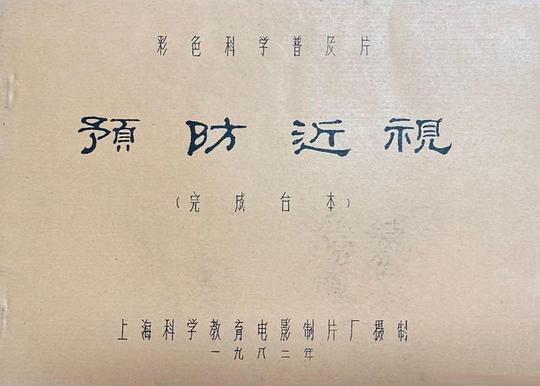 彩色科学普及片
預防近視
(完成台本)
上海科学教育电影制片厂摄制
一九八二年